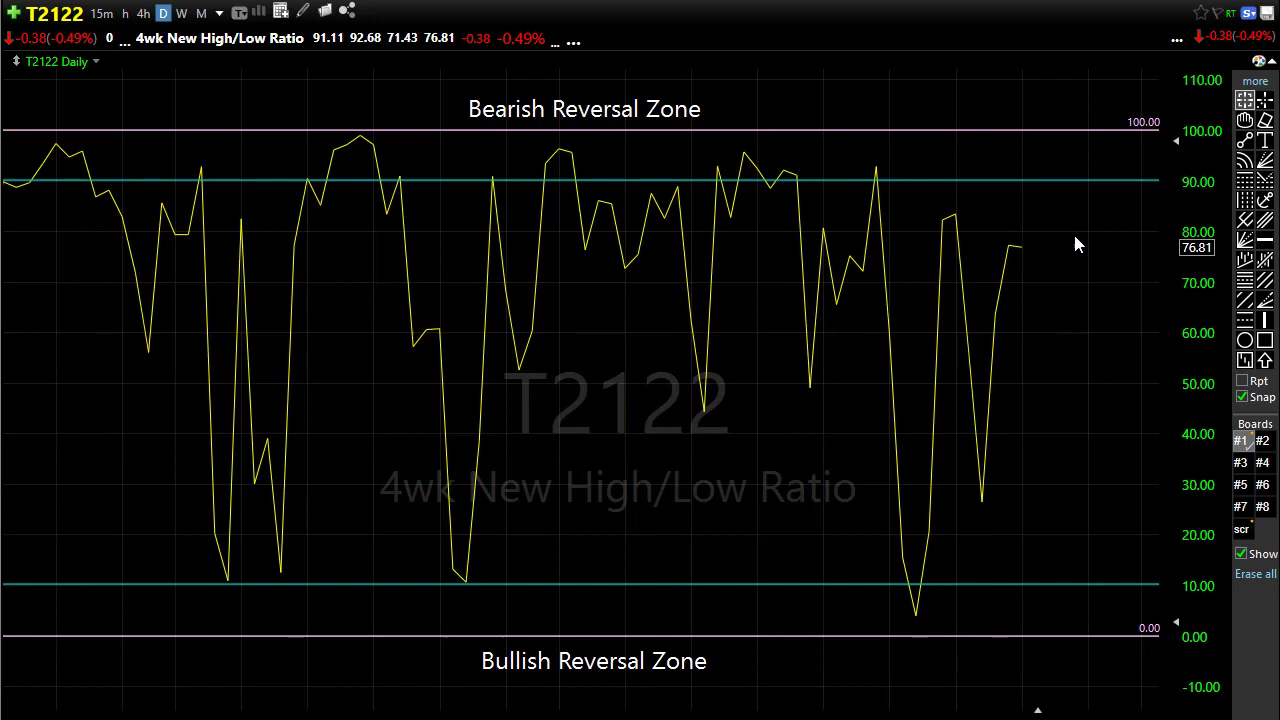 T2122 15m h 4h D W M T RT S
-0.38(-0.49%) 0 ... 4wk New High/Low Ratio 91.11 92.68 71.43 76.81 -0.38 -0.49% ... ... ... -0.38(-0.49%)
T2122 Daily
more
110.00
Bearish Reversal Zone
100.00
100.00
90.00
80.00
76.81
70.00
60.00
50.00
40.00
30.00
20.00
10.00
0.00
0.00
-10.00
T2122
4wk New High/Low Ratio
Bullish Reversal Zone
T
Rpt
Snap
Boards
#1 #2
#3 #4
#5 #6
#7 #8
scr
Show
Erase all